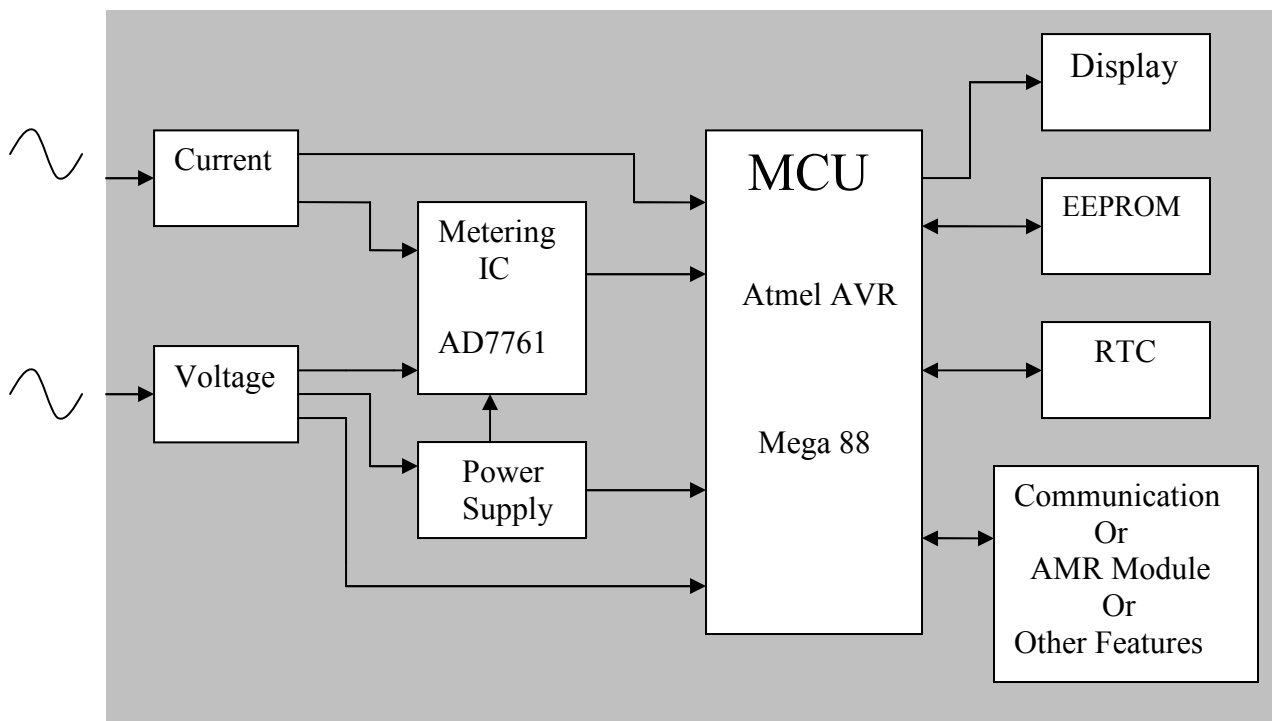 Current
Voltage
Metering
IC
AD7761
Power
Supply
MCU
Atmel AVR
Mega 88
Display
EEPROM
RTC
Communication
Or
AMR Module
Or
Other Features